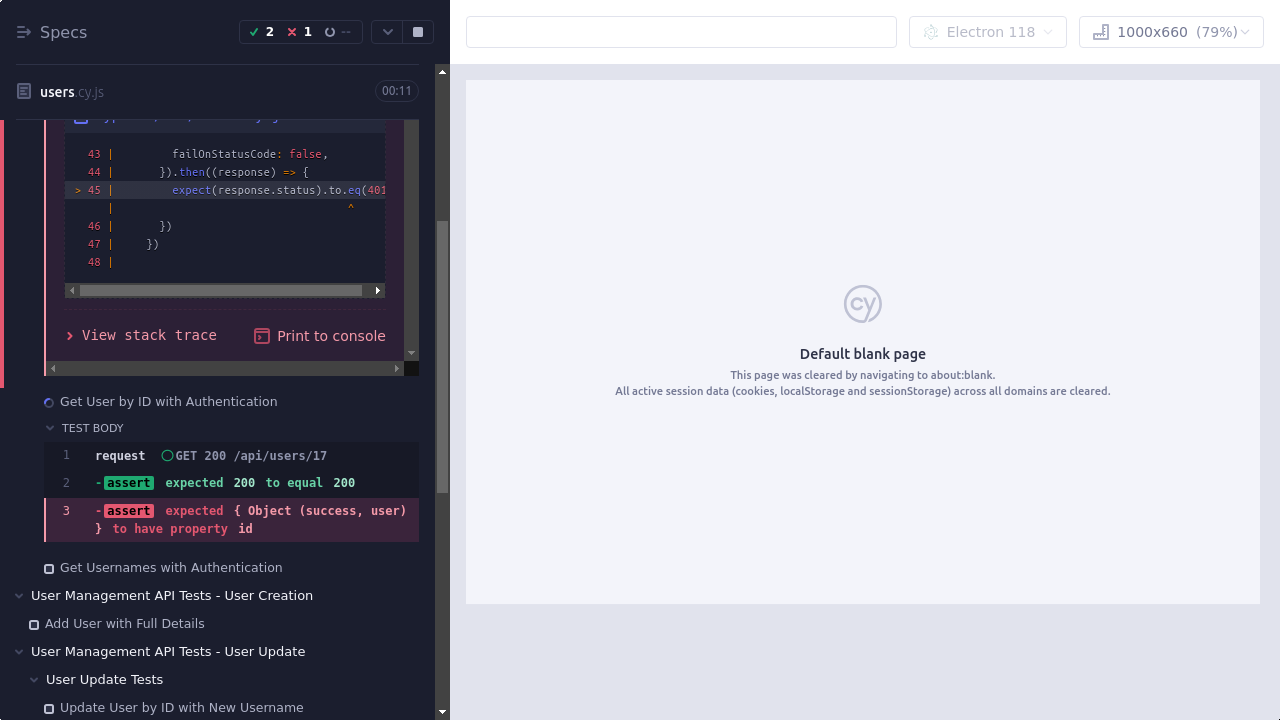 Specs
2
1
--
Electron 118
1000x660 (79%)
users.cy.js
00:11
43 | failOnStatusCode: false,
44 | }).then((response) => {
> 45 | expect(response.status).to.eq(401
| ^
46 | })
47 | })
48 |
View stack trace
Print to console
Get User by ID with Authentication
TEST BODY
1 request GET 200 /api/users/17
2 -assert expected 200 to equal 200
3 -assert expected { Object (success, user)
} to have property id
Get Usernames with Authentication
User Management API Tests - User Creation
Add User with Full Details
User Management API Tests - User Update
User Update Tests
Update User by ID with New Username
cy
Default blank page
This page was cleared by navigating to about:blank.
All active session data (cookies, localStorage and sessionStorage) across all domains are cleared.